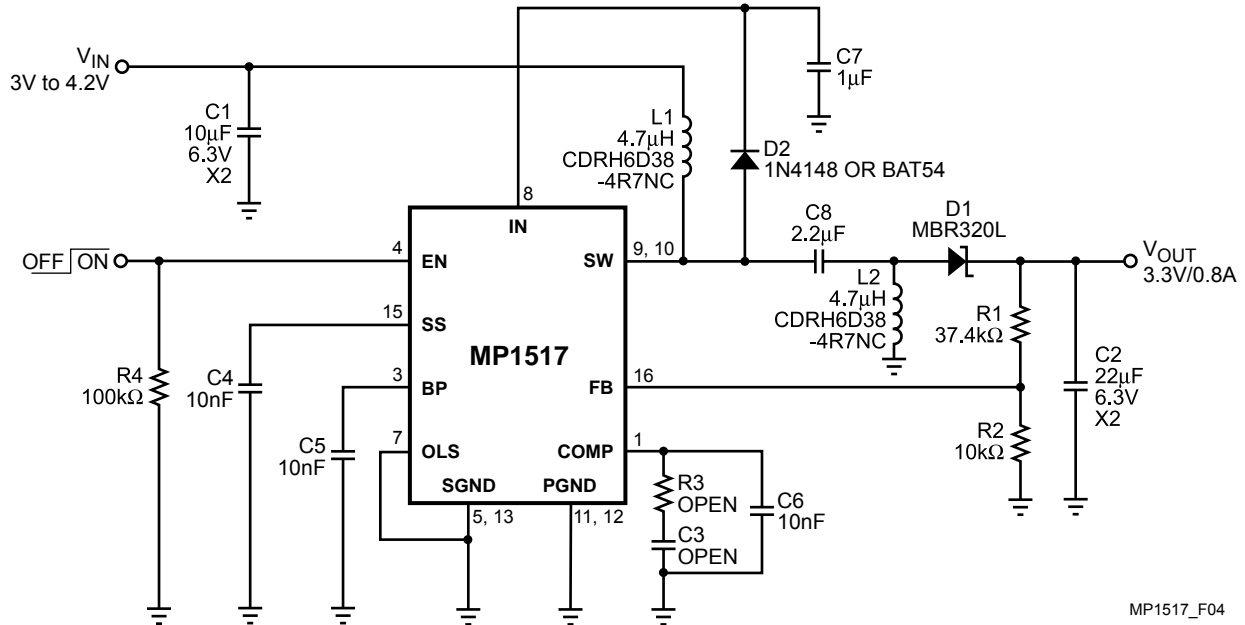 VIN
3V to 4.2V
C1
10µF
6.3V
X2
L1
4.7µH
CDRH6D38
-4R7NC
C7
1µF
D2
1N4148 OR BAT54
8
IN
OFF ON
4
EN
SW
9, 10
C8
2.2µF
D1
MBR320L
VOUT
3.3V/0.8A
L2
4.7µH
CDRH6D38
-4R7NC
R1
37.4kΩ
15
SS
MP1517
R4
100kΩ
C4
10nF
3
BP
FB
16
C2
22µF
6.3V
X2
C5
10nF
7
OLS
COMP
1
R2
10kΩ
SGND
PGND
5, 13
11, 12
R3
OPEN
C3
OPEN
C6
10nF
MP1517_F04